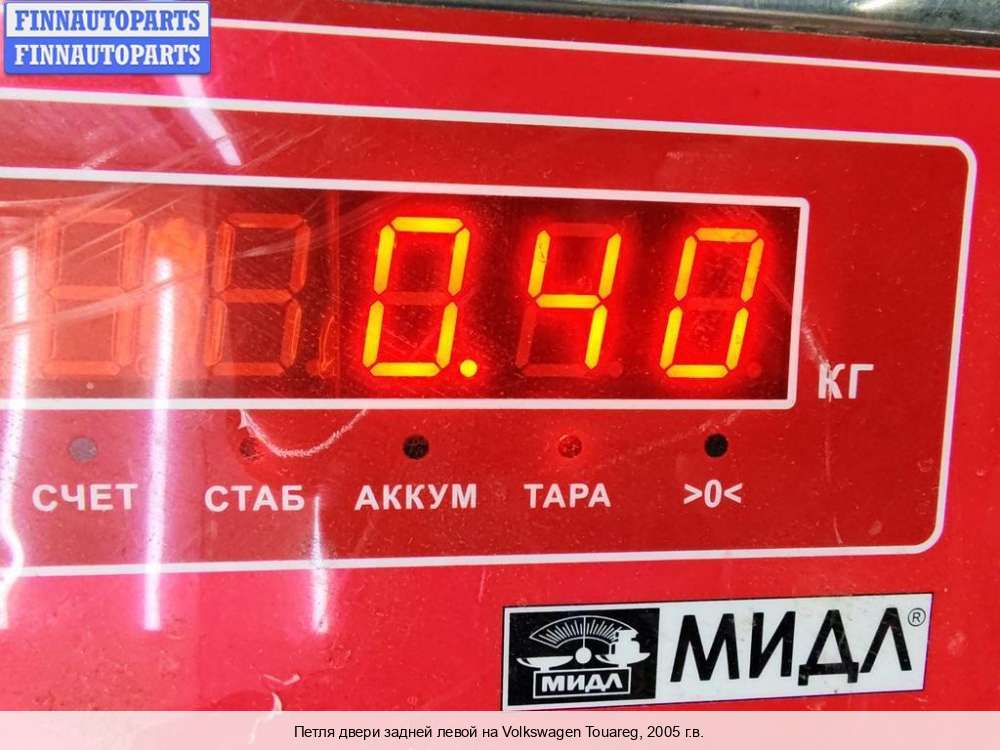 FINNAUTOPARTS
FINNAUTOPARTS
0.40
КГ
СЧЕТ СТАБ АККУМ ТАРА >0<
МИДЛ МИДЛ®
Петля двери задней левой на Volkswagen Touareg, 2005 г.в.